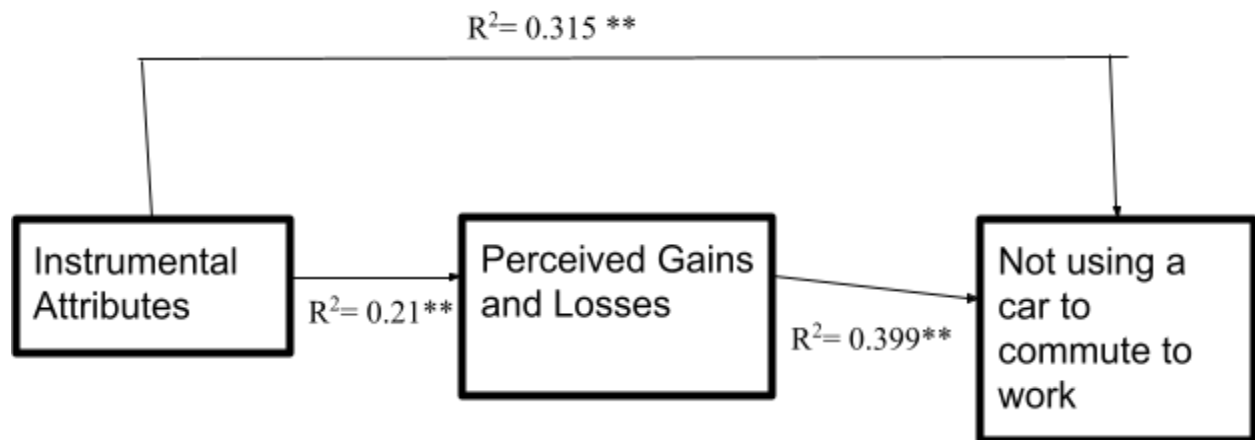 R²= 0.315 **
Instrumental
Attributes
R²= 0.21**
Perceived Gains
and Losses
R²= 0.399**
Not using a
car to
commute to
work